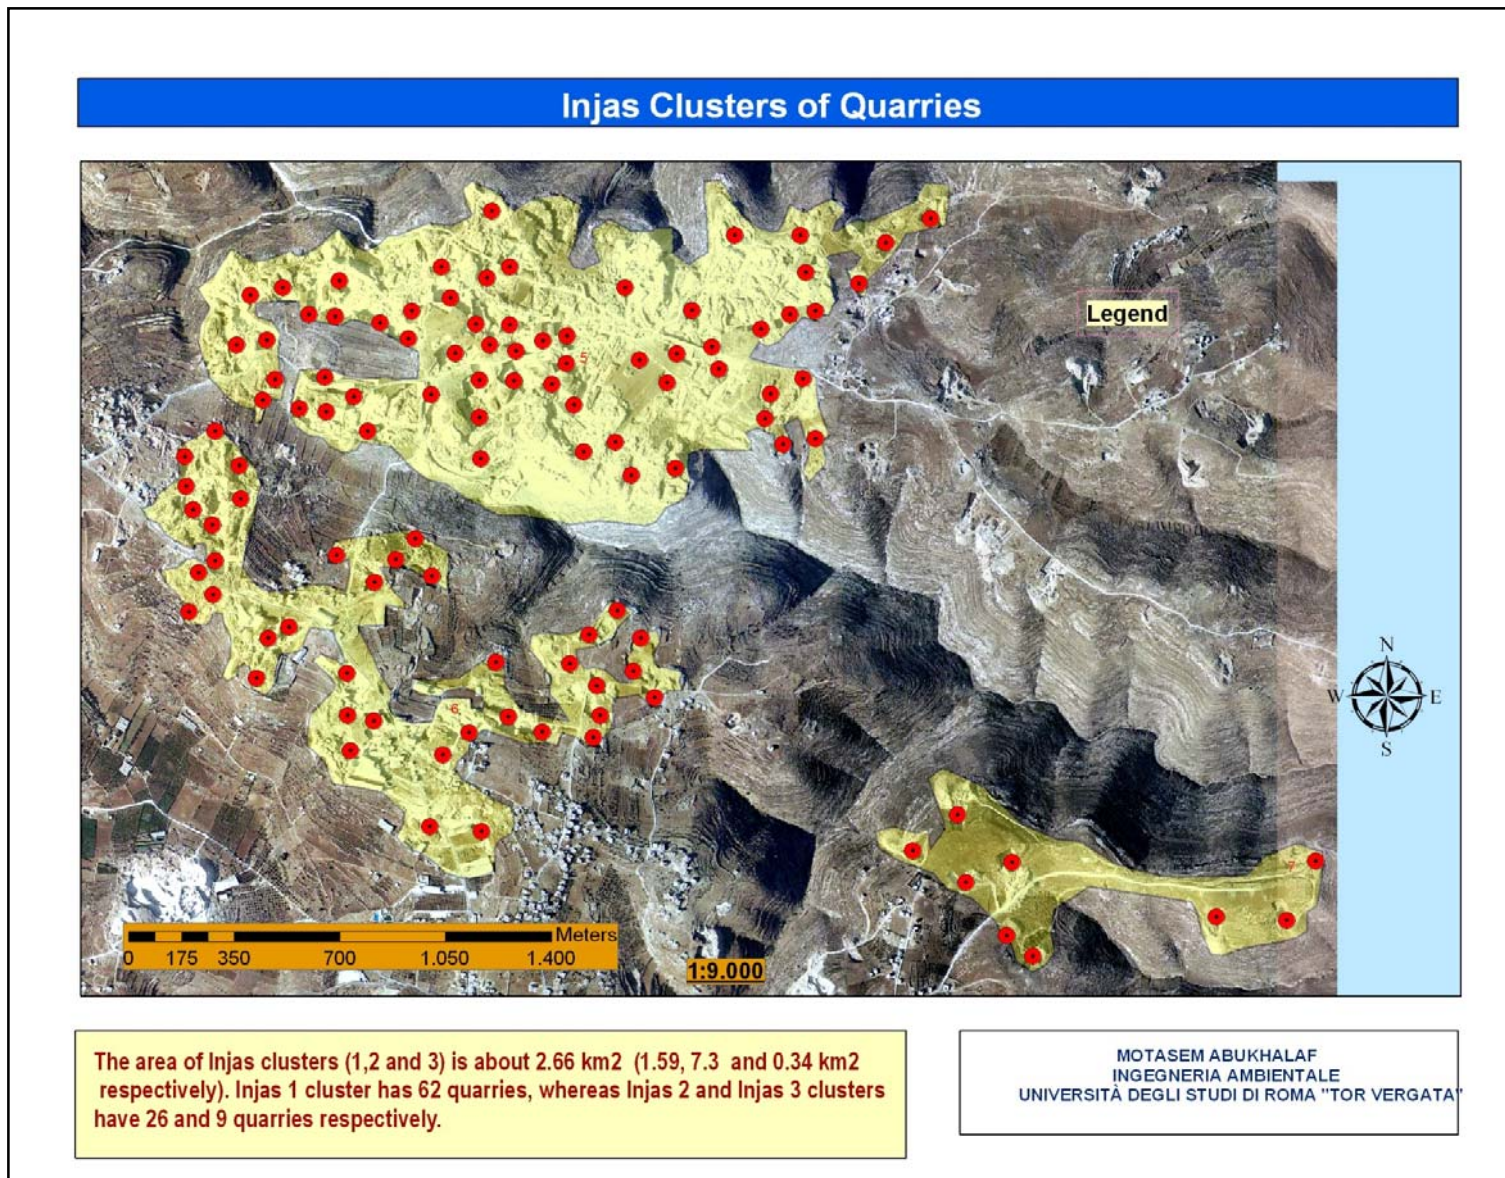 Injas Clusters of Quarries
Legend
5
6
7
N
W E
S
Meters
0 175 350 700 1.050 1.400
1:9.000
The area of Injas clusters (1,2 and 3) is about 2.66 km2 (1.59, 7.3 and 0.34 km2
respectively). Injas 1 cluster has 62 quarries, whereas Injas 2 and Injas 3 clusters
have 26 and 9 quarries respectively.
MOTASEM ABUKHALAF
INGEGNERIA AMBIENTALE
UNIVERSITÀ DEGLI STUDI DI ROMA "TOR VERGATA"